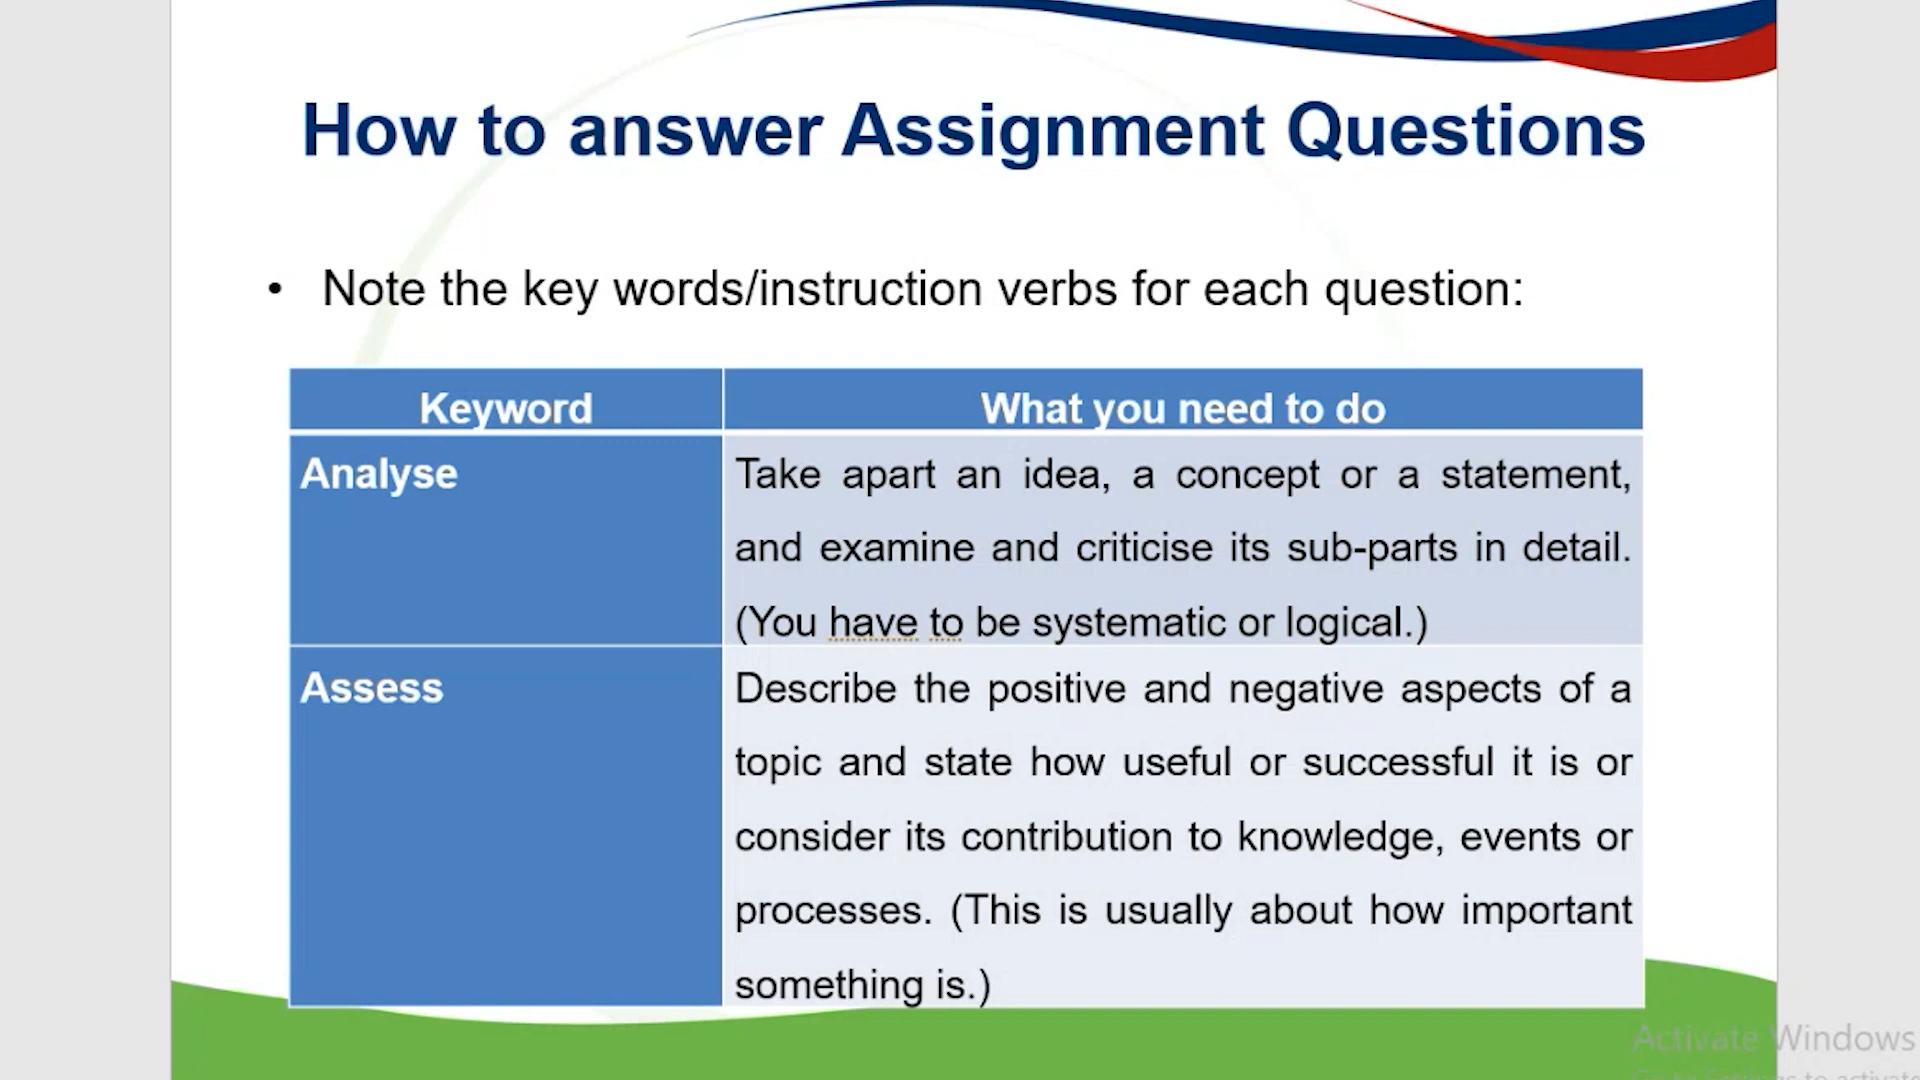 How to answer Assignment Questions
• Note the key words/instruction verbs for each question:
Keyword
What you need to do
Analyse
Take apart an idea, a concept or a statement,
and examine and criticise its sub-parts in detail.
(You have to be systematic or logical.)
Assess
Describe the positive and negative aspects of a
topic and state how useful or successful it is or
consider its contribution to knowledge, events or
processes. (This is usually about how important
something is.)
Activate Windows